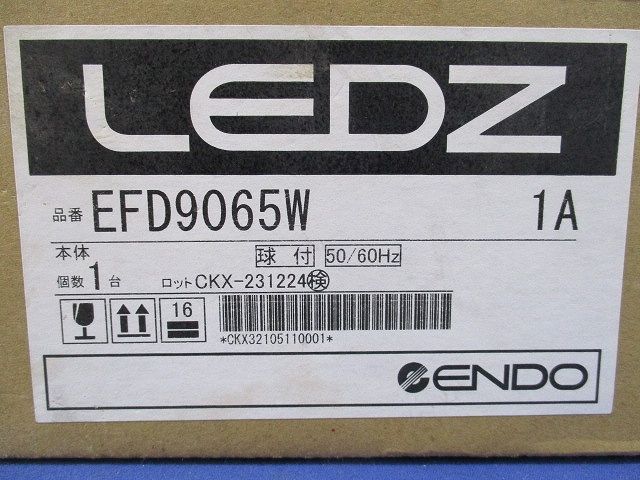 LEDZ
品番 EFD9065W 1A
本体 球付 50/60Hz
個数 1台 ロット CKX-231224 検
16
*CKX32105110001*
ENDO